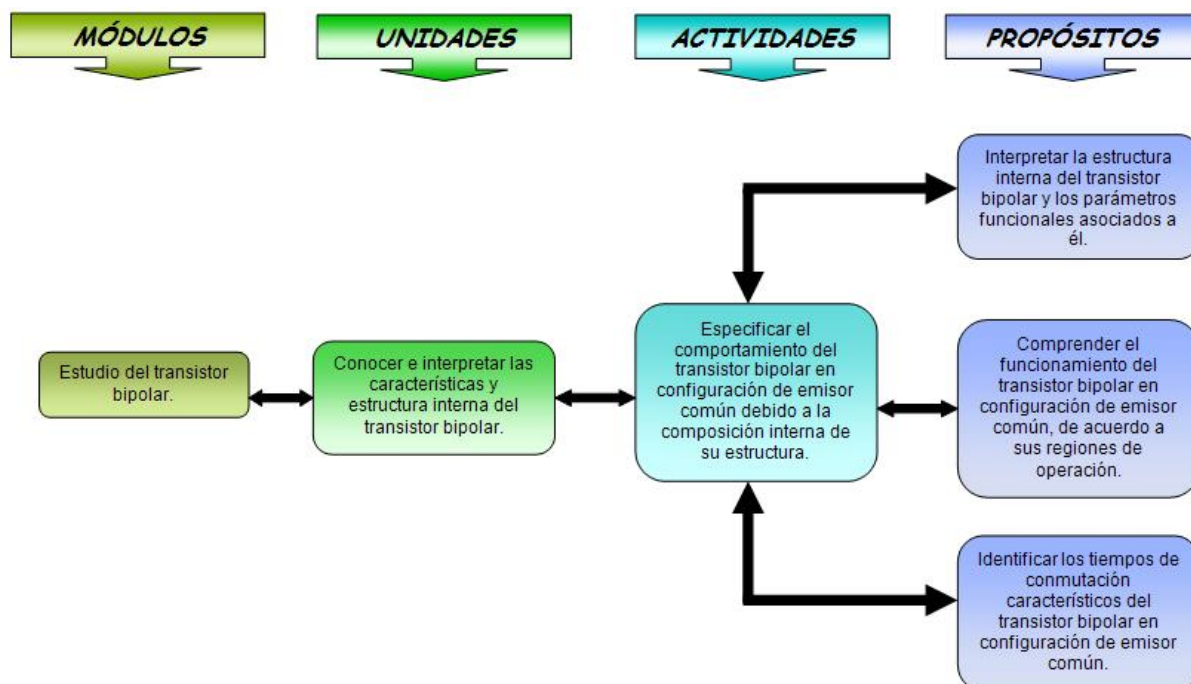 MÓDULOS
UNIDADES
ACTIVIDADES
PROPÓSITOS
Estudio del transistor
bipolar.
Conocer e interpretar las
características y
estructura interna del
transistor bipolar.
Especificar el
comportamiento del
transistor bipolar en
configuración de emisor
común debido a la
composición interna de
su estructura.
Interpretar la estructura
interna del transistor
bipolar y los parámetros
funcionales asociados a
él.
Comprender el
funcionamiento del
transistor bipolar en
configuración de emisor
común, de acuerdo a
sus regiones de
operación.
Identificar los tiempos de
conmutación
característicos del
transistor bipolar en
configuración de emisor
común.